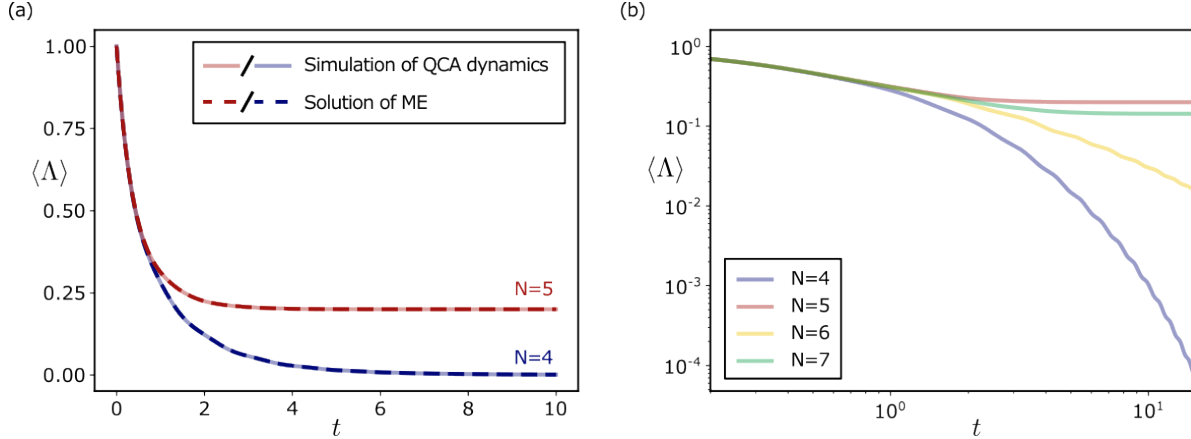 (a)
1.00
0.75
0.50
0.25
0.00
⟨Λ⟩
Simulation of QCA dynamics
Solution of ME
N=5
N=4
0 2 4 6 8 10
t
(b)
10⁰
10⁻¹
10⁻²
10⁻³
10⁻⁴
⟨Λ⟩
N=4
N=5
N=6
N=7
10⁰ 10¹
t